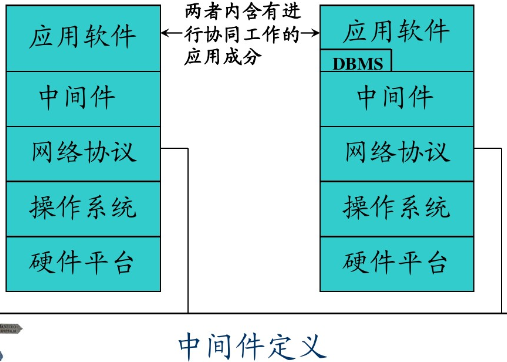 应用软件
中间件
网络协议
操作系统
硬件平台
两者内含有进
行协同工作的
应用成分
应用软件
DBMS
中间件
网络协议
操作系统
硬件平台
中间件定义